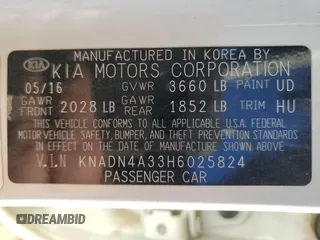 MANUFACTURED IN KOREA BY
KIA KIA MOTORS CORPORATION
05/16 GVWR 3660 LB PAINT UD
GAWR FRONT 2028 LB GAWR REAR 1852 LB TRIM HU
THIS VEHICLE CONFORMS TO ALL APPLICABLE U.S. FEDERAL
MOTOR VEHICLE SAFETY, BUMPER, AND THEFT PREVENTION STANDARDS
IN EFFECT ON THE DATE OF MANUFACTURE SHOWN ABOVE.
V.I.N KNADN4A33H6025824
PASSENGER CAR
DREAMBID